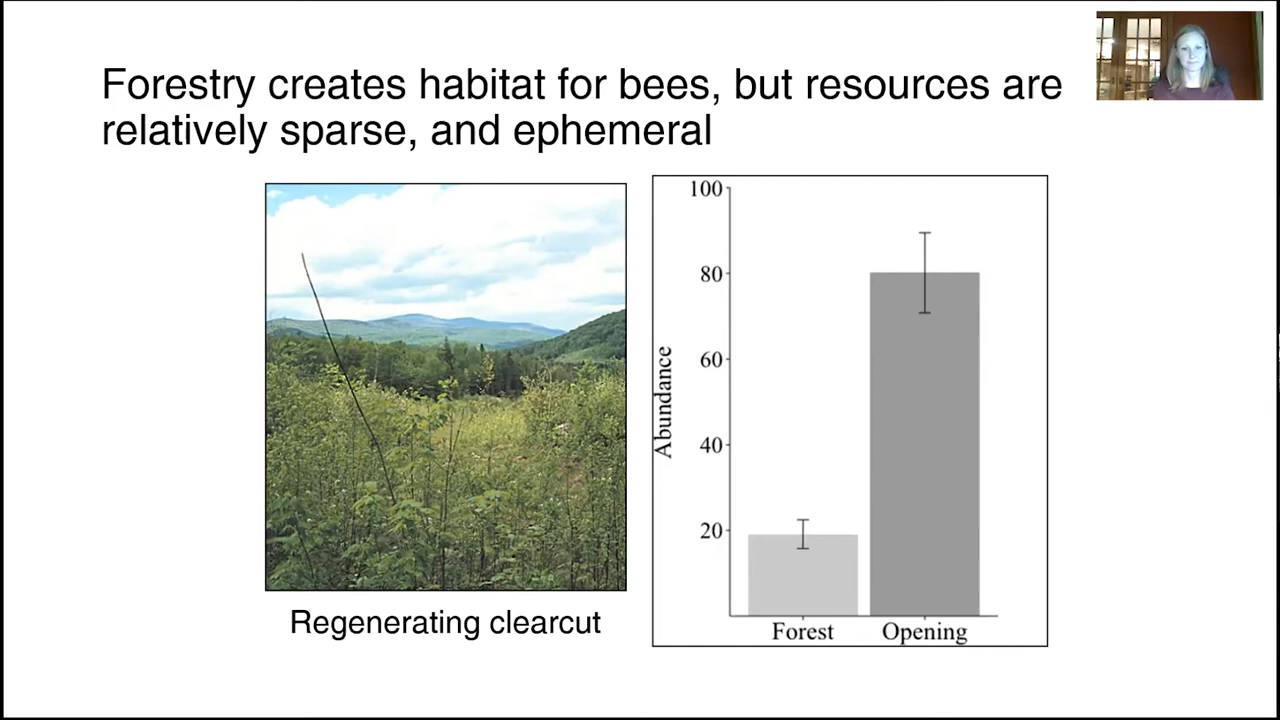 Forestry creates habitat for bees, but resources are
relatively sparse, and ephemeral
Regenerating clearcut
100
80
60
40
20
Abundance
Forest Opening